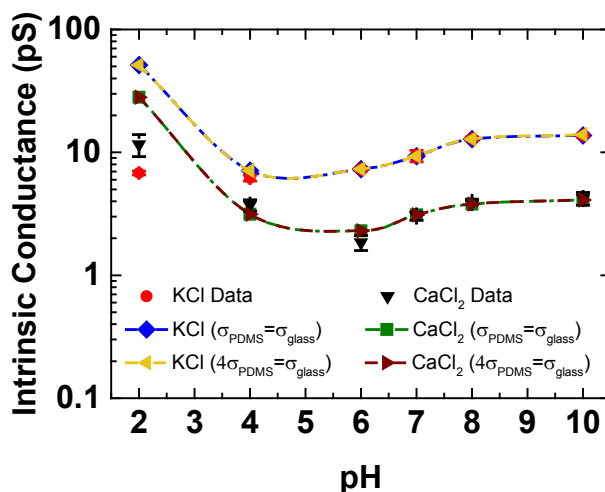 Intrinsic Conductance (pS)
100
10
1
0.1
KCl Data
CaCl₂ Data
KCl (σPDMS=σglass)
CaCl₂ (σPDMS=σglass)
KCl (4σPDMS=σglass)
CaCl₂ (4σPDMS=σglass)
2 3 4 5 6 7 8 9 10
pH